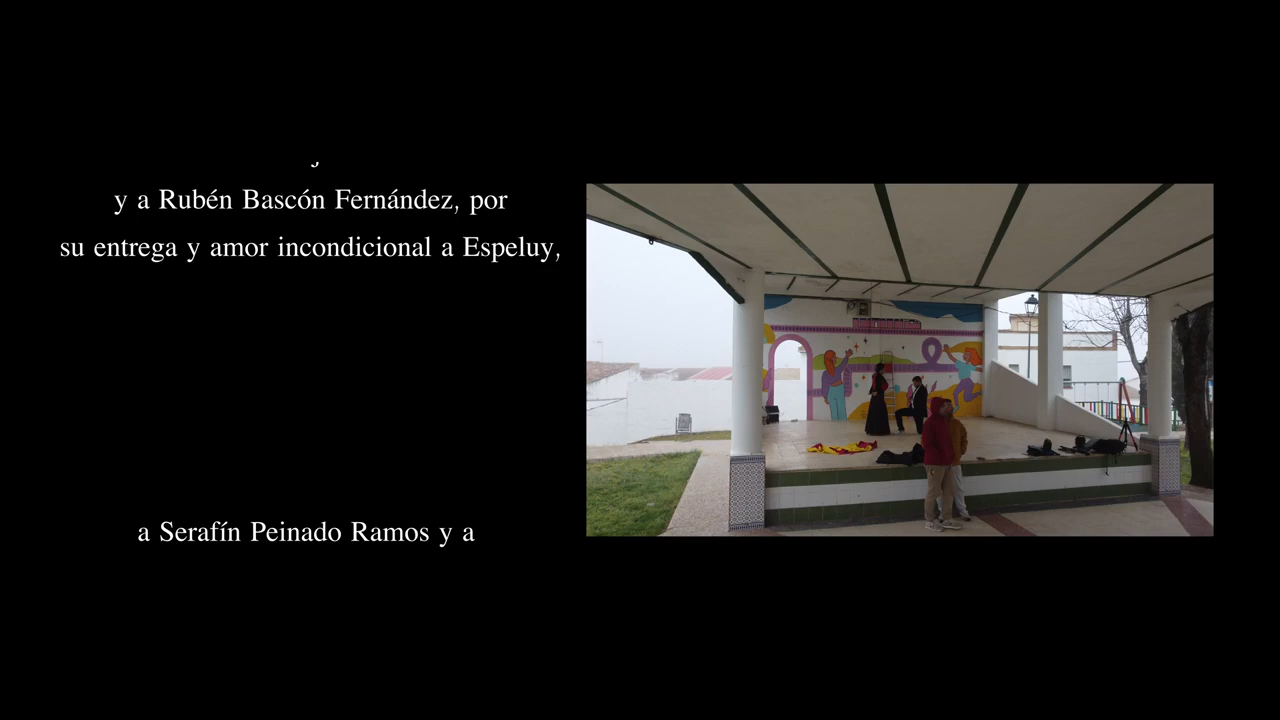 y a Rubén Bascón Fernández, por
su entrega y amor incondicional a Espeluy,
a Serafín Peinado Ramos y a